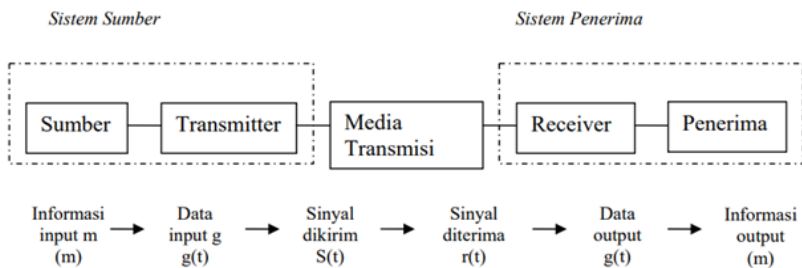 Sistem Sumber
Sistem Penerima
Sumber
Transmitter
Media
Transmisi
Receiver
Penerima
Informasi
input m
(m)
Data
input g
g(t)
Sinyal
dikirim
S(t)
Sinyal
diterima
r(t)
Data
output
g(t)
Informasi
output
(m)